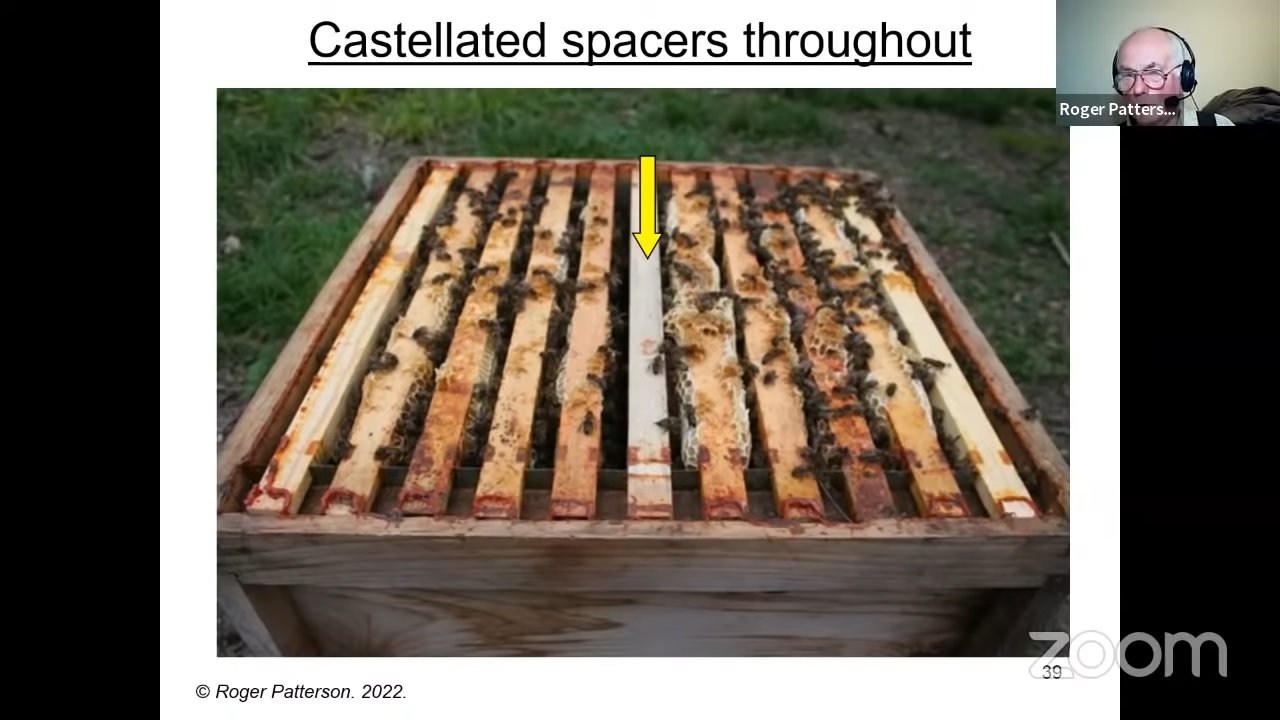 Castellated spacers throughout
Roger Patters...
zoom
39
© Roger Patterson. 2022.